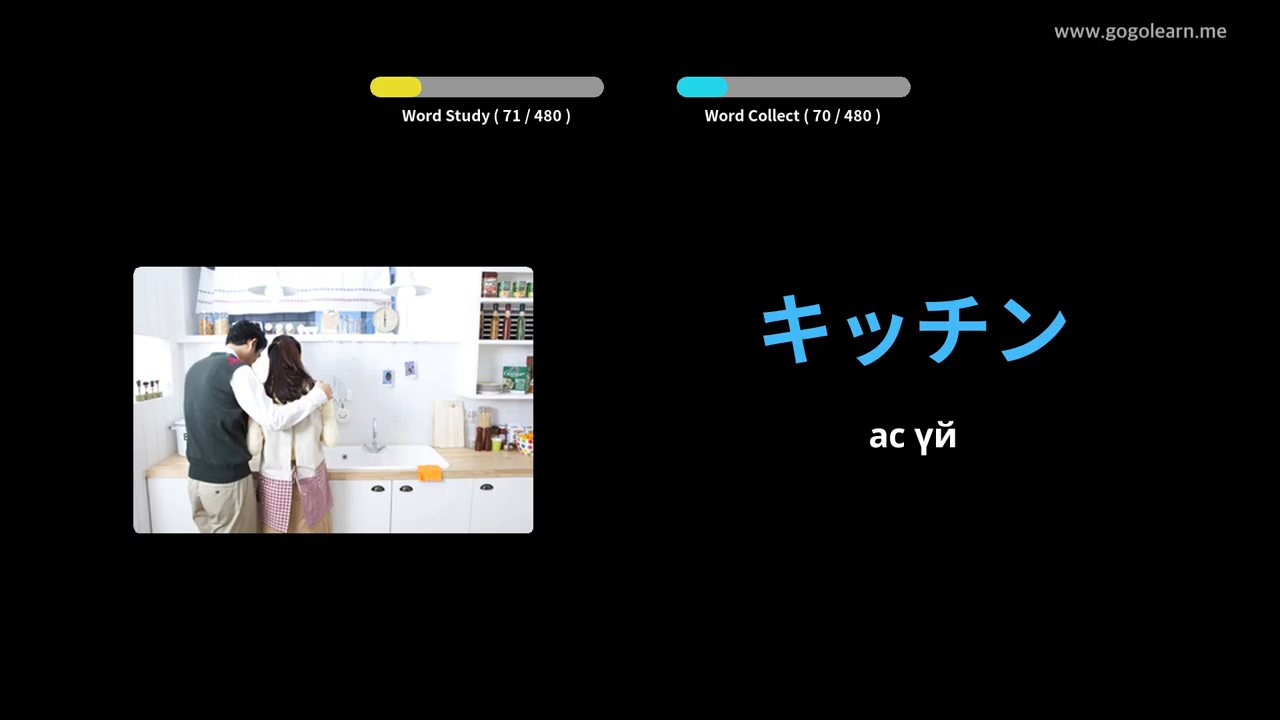 www.gogolearn.me
Word Study ( 71 / 480 )
Word Collect ( 70 / 480 )
キッチン
ас үй